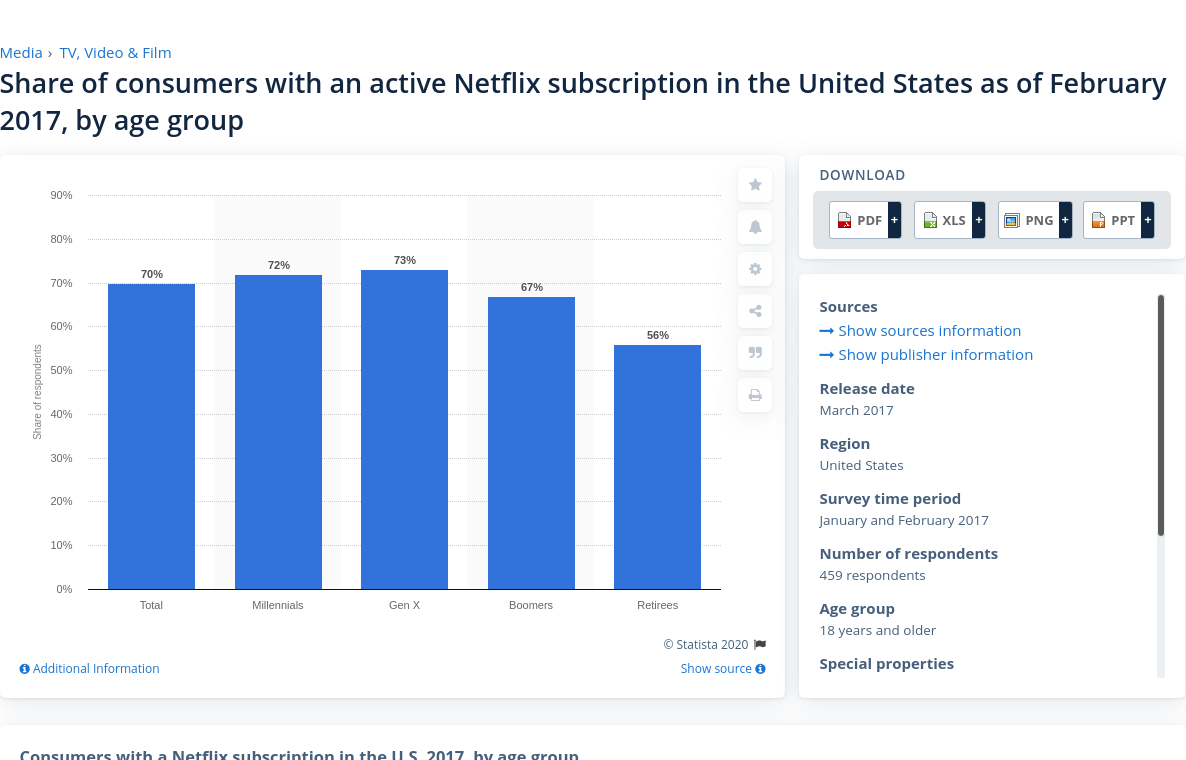 Media › TV, Video & Film
Share of consumers with an active Netflix subscription in the United States as of February
2017, by age group
90%
80%
70%
60%
50%
40%
30%
20%
10%
0%
Share of respondents
70%
72%
73%
67%
56%
Total
Millennials
Gen X
Boomers
Retirees
© Statista 2020
Additional Information
Show source
DOWNLOAD
PDF +
XLS +
PNG +
PPT +
Sources
Show sources information
Show publisher information
Release date
March 2017
Region
United States
Survey time period
January and February 2017
Number of respondents
459 respondents
Age group
18 years and older
Special properties
Consumers with a Netflix subscription in the U.S. 2017, by age group